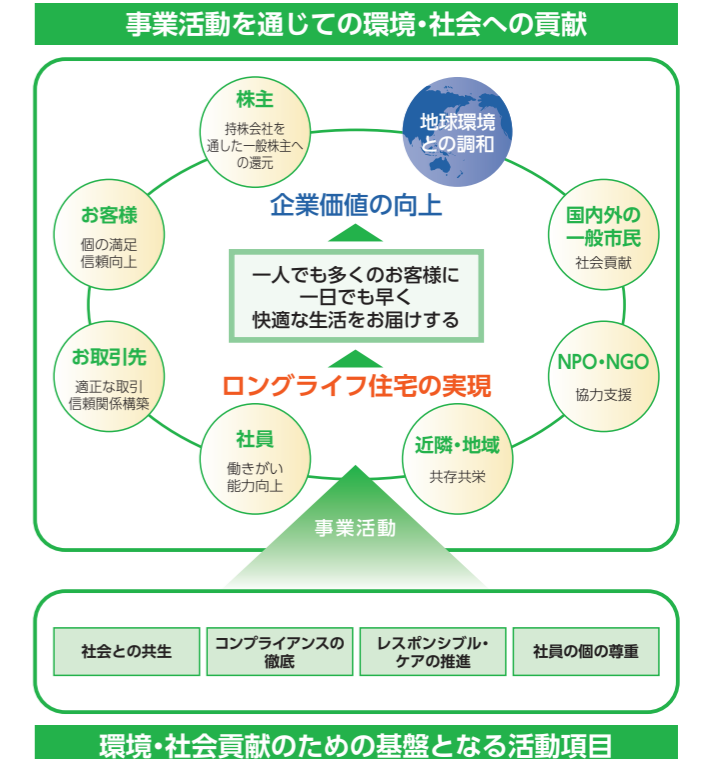 事業活動を通じての環境・社会への貢献
株主
持株会社を
通した一般株主へ
の還元
地球環境
との調和
お客様
個の満足
信頼向上
企業価値の向上
国内外の
一般市民
社会貢献
一人でも多くのお客様に
一日でも早く
快適な生活をお届けする
お取引先
適正な取引
信頼関係構築
ロングライフ住宅の実現
NPO・NGO
協力支援
社員
働きがい
能力向上
近隣・地域
共存共栄
事業活動
社会との共生
コンプライアンスの
徹底
レスポンシブル・
ケアの推進
社員の個の尊重
環境・社会貢献のための基盤となる活動項目